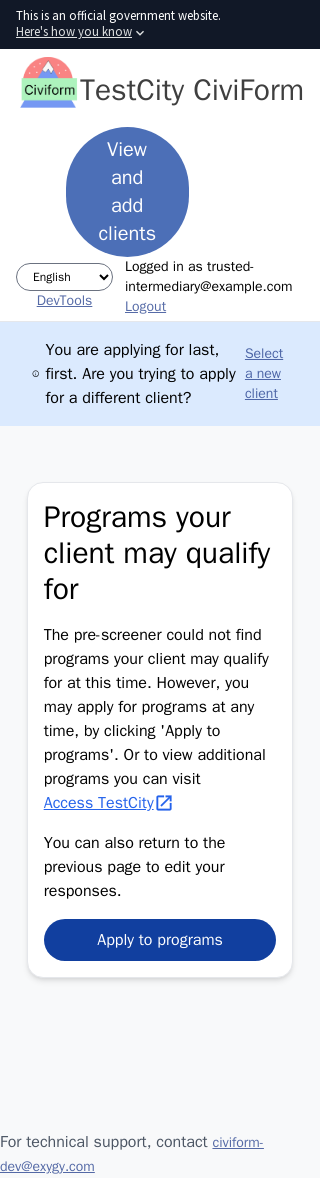 This is an official government website.
Here's how you know
Civiform
TestCity CiviForm
View
and
add
clients
English
DevTools
Logged in as trusted-
intermediary@example.com
Logout
You are applying for last,
first. Are you trying to apply
for a different client?
Select
a new
client
Programs your
client may qualify
for
The pre-screener could not find
programs your client may qualify
for at this time. However, you
may apply for programs at any
time, by clicking 'Apply to
programs'. Or to view additional
programs you can visit
Access TestCity
You can also return to the
previous page to edit your
responses.
Apply to programs
For technical support, contact civiform-
dev@exygy.com